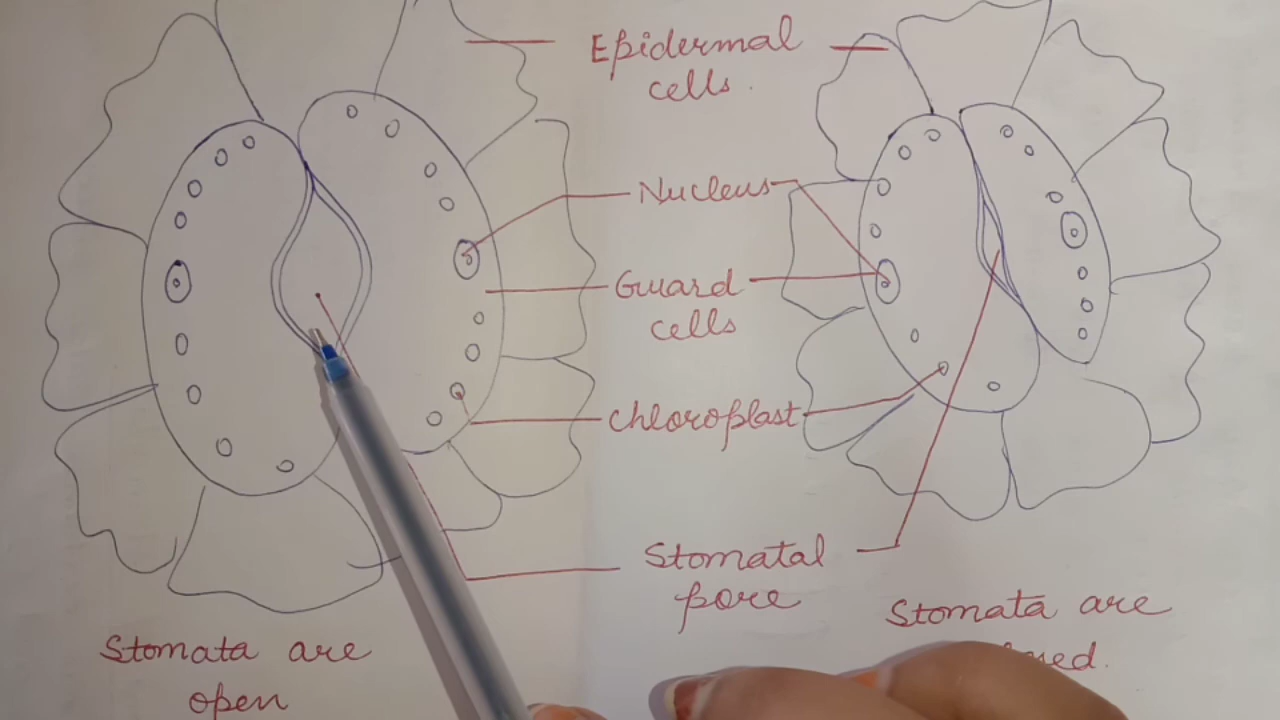 Epidermal
cells.
Nucleus
Guard
cells
Chloroplast
Stomatal
pore
Stomata are
open
Stomata are